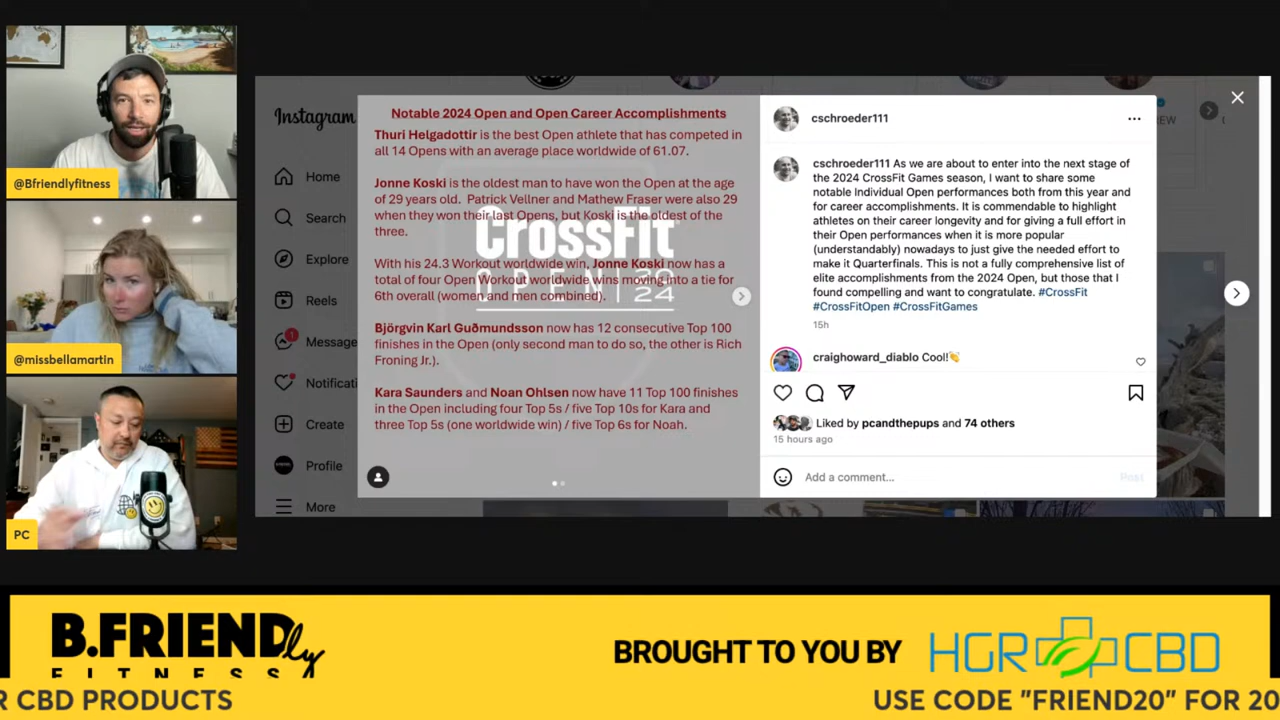 @Bfriendlyfitness
@missbellamartin
PC
Instagram
Home
Search
Explore
Reels
1
Message
Notificati
Create
Profile
More
Notable 2024 Open and Open Career Accomplishments
Thuri Helgadottir is the best Open athlete that has competed in
all 14 Opens with an average place worldwide of 61.07.
Jonne Koski is the oldest man to have won the Open at the age
of 29 years old. Patrick Vellner and Mathew Fraser were also 29
when they won their last Opens, but Koski is the oldest of the
three.
With his 24.3 Workout worldwide win, Jonne Koski now has a
total of four Open Workout worldwide wins moving into a tie for
6th overall (women and men combined).
Björgvin Karl Guðmundsson now has 12 consecutive Top 100
finishes in the Open (only second man to do so, the other is Rich
Froning Jr.).
Kara Saunders and Noan Ohlsen now have 11 Top 100 finishes
in the Open including four Top 5s / five Top 10s for Kara and
three Top 5s (one worldwide win) / five Top 6s for Noah.
CrossFit
OPEN 20
24
cschroeder111
cschroeder111 As we are about to enter into the next stage of
the 2024 CrossFit Games season, I want to share some
notable Individual Open performances both from this year and
for career accomplishments. It is commendable to highlight
athletes on their career longevity and for giving a full effort in
their Open performances when it is more popular
(understandably) nowadays to just give the needed effort to
make it Quarterfinals. This is not a fully comprehensive list of
elite accomplishments from the 2024 Open, but those that I
found compelling and want to congratulate. #CrossFit
#CrossFitOpen #CrossFitGames
15h
craighoward_diablo Cool!👏
Liked by pcandthepups and 74 others
15 hours ago
Add a comment...
Post
B.FRIENDly
FITNESS
BROUGHT TO YOU BY
HGR CBD
R CBD PRODUCTS
USE CODE "FRIEND20" FOR 20